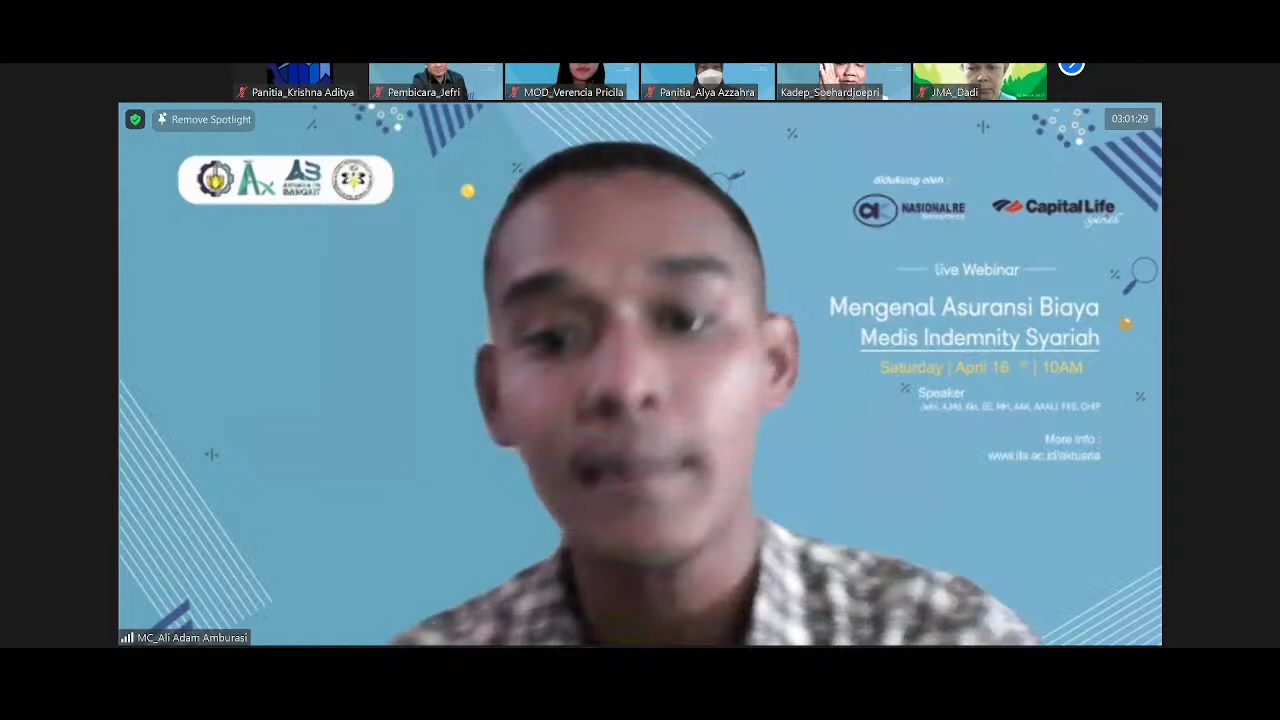 Panitia_Krishna Aditya
Pembicara_Jefri
MOD_Verencia Pricila
Panitia_Alya Azzahra
Kadep_Soehardjoepri
JMA_Dadi
Remove Spotlight
03:01:29
didukung oleh :
NASIONALRE
Capital Life
syariah
live Webinar
Mengenal Asuransi Biaya
Medis Indemnity Syariah
Saturday | April 16 | 10AM
Speaker
More Info :
www.its.ac.id/aktuaria
MC_Ali Adam Amburasi